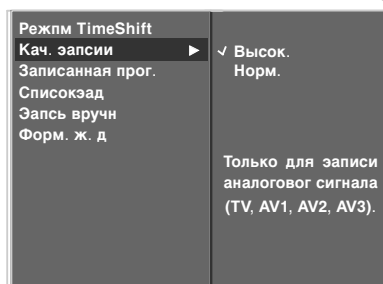 Режпм TimeShift
Кач. эапсии
Записанная прог.
Списокэад
Эапсь вручн
Форм. ж. д
Высок.
Норм.
Только для записи
аналоговог сигнала
(TV, AV1, AV2, AV3).